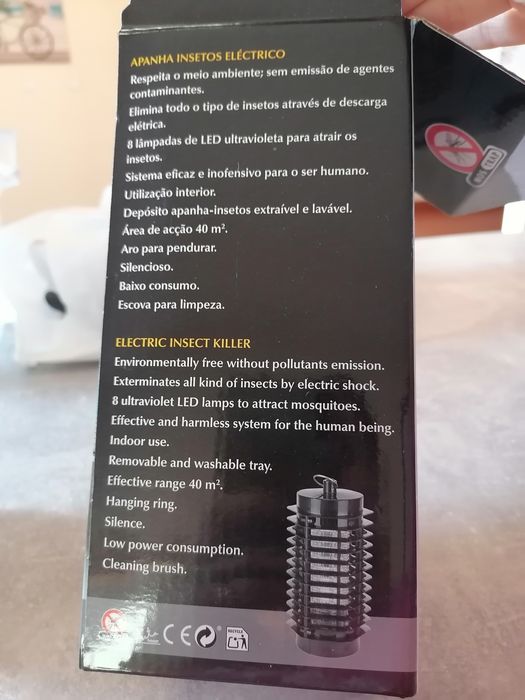 APANHA INSETOS ELÉCTRICO
Respeita o meio ambiente; sem emissão de agentes
contaminantes.
Elimina todo o tipo de insetos através de descarga
elétrica.
8 lâmpadas de LED ultravioleta para atrair os
insetos.
Sistema eficaz e inofensivo para o ser humano.
Utilização interior.
Depósito apanha-insetos extraível e lavável.
Área de acção 40 m².
Aro para pendurar.
Silencioso.
Baixo consumo.
Escova para limpeza.
ELECTRIC INSECT KILLER
Environmentally free without pollutants emission.
Exterminates all kind of insects by electric shock.
8 ultraviolet LED lamps to attract mosquitoes.
Effective and harmless system for the human being.
Indoor use.
Removable and washable tray.
Effective range 40 m².
Hanging ring.
Silence.
Low power consumption.
Cleaning brush.
CE
RECYCLE